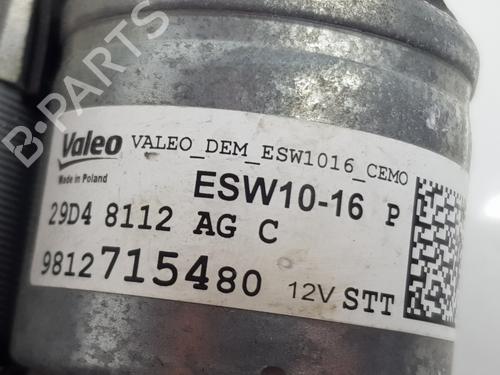 B-PARTS
Valeo
Made in Poland
VALEO_DEM_ESW1016_CEMO
ESW10-16 P
29D4 8112 AG C
9812715480 12V STT